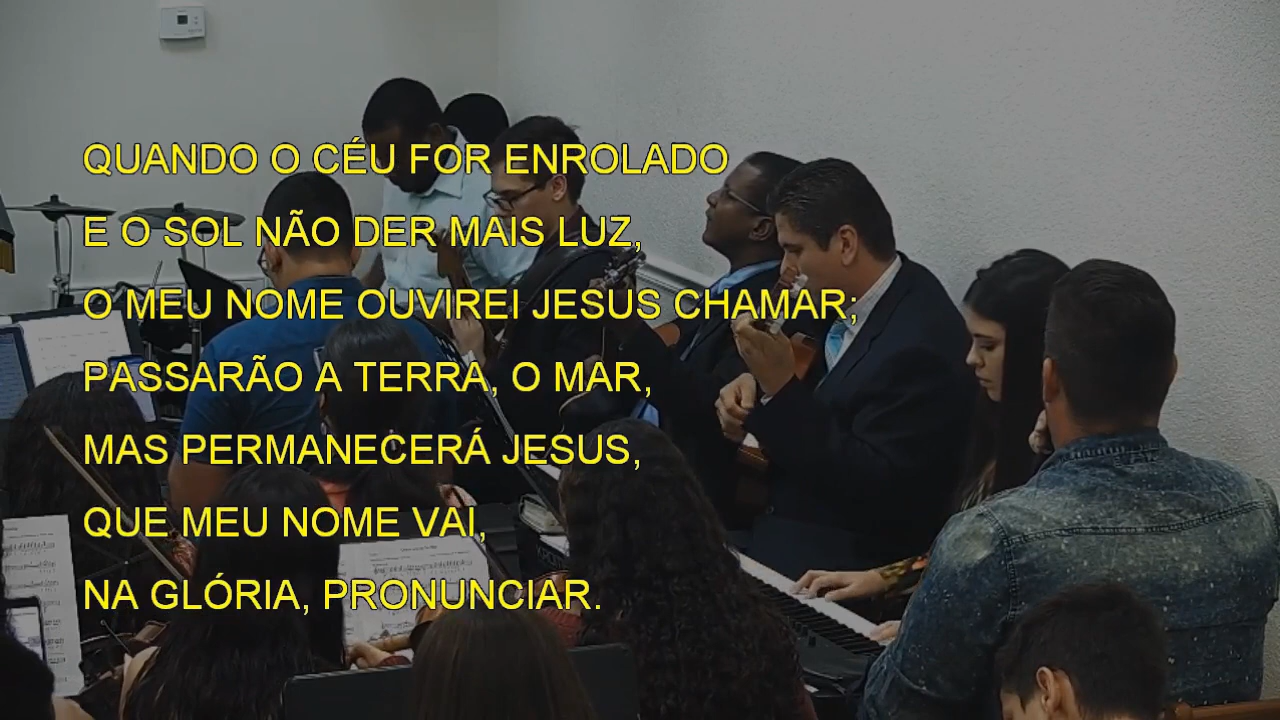 QUANDO O CÉU FOR ENROLADO
E O SOL NÃO DER MAIS LUZ,
O MEU NOME OUVIREI JESUS CHAMAR;
PASSARÃO A TERRA, O MAR,
MAS PERMANECERÁ JESUS,
QUE MEU NOME VAI,
NA GLÓRIA, PRONUNCIAR.